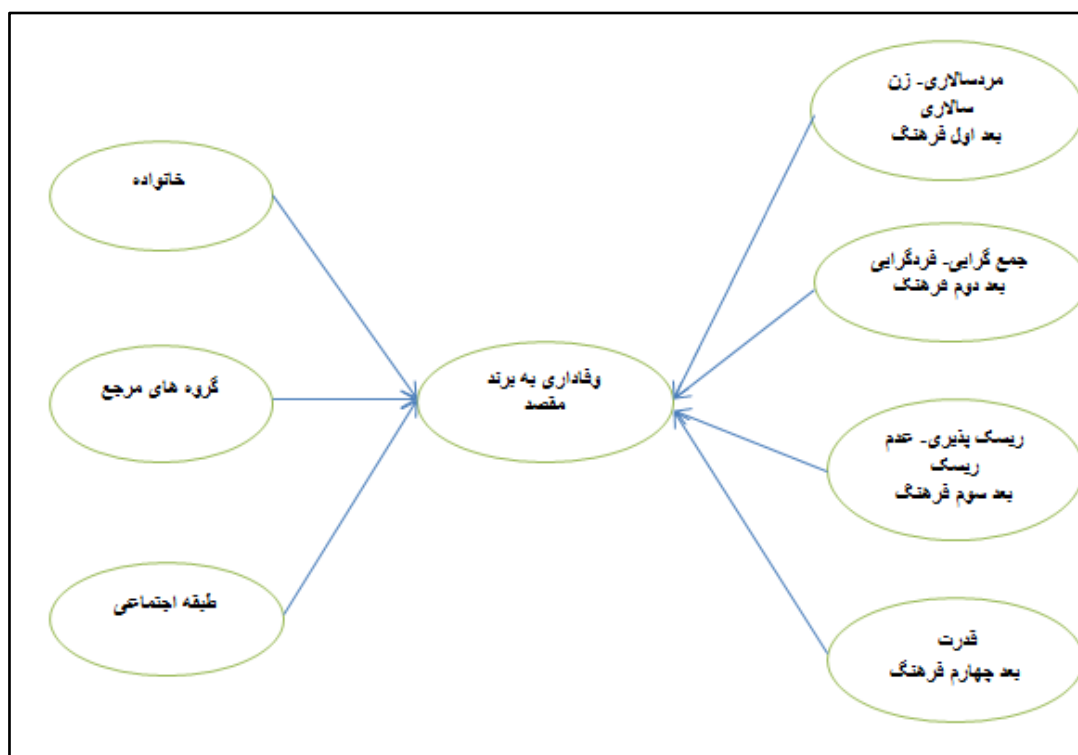 مردسالاری- زن
سالاری
بعد اول فرهنگ
خانواده
جمع گرایی- فردگرایی
بعد دوم فرهنگ
گروه های مرجع
وفاداری به برند
مقصد
ریسک پذیری- عدم
ریسک
بعد سوم فرهنگ
طبقه اجتماعی
قدرت
بعد چهارم فرهنگ